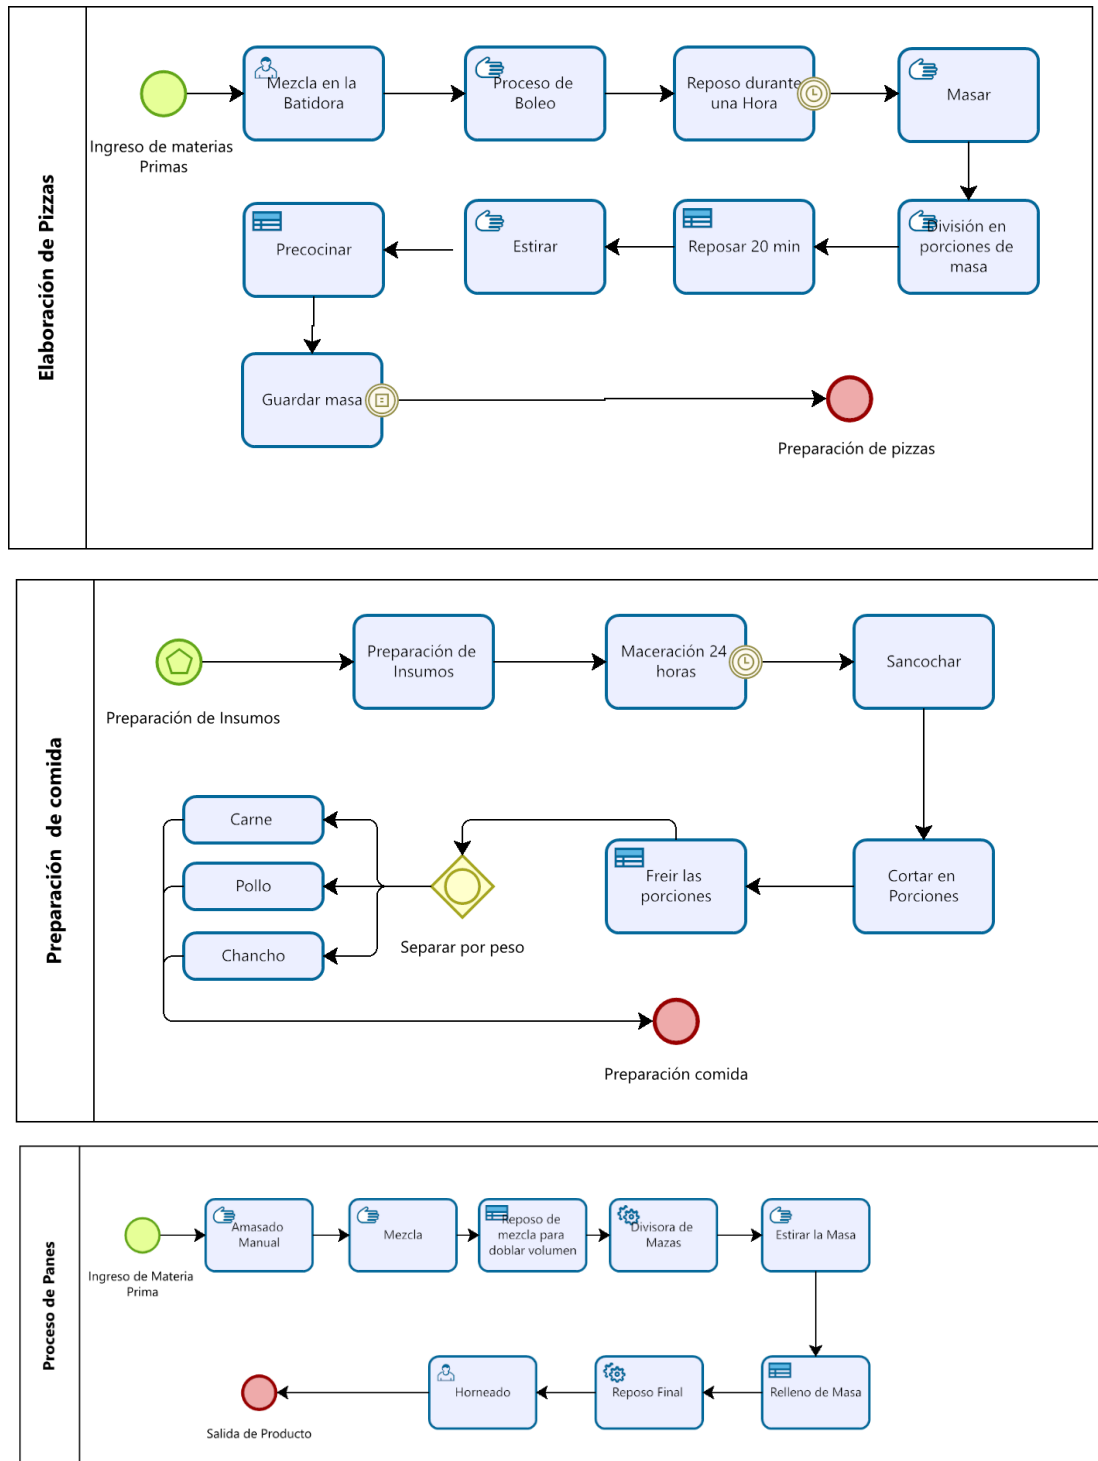 Elaboración de Pizzas
Mezcla en la
Batidora
Proceso de
Boleo
Reposo durante
una Hora
Masar
Ingreso de materias
Primas
Precocinar
Estirar
Reposar 20 min
División en
porciones de
masa
Guardar masa
Preparación de pizzas
Preparación de comida
Preparación de
Insumos
Maceración 24
horas
Sancochar
Preparación de Insumos
Carne
Pollo
Chancho
Separar por peso
Freir las
porciones
Cortar en
Porciones
Preparación comida
Proceso de Panes
Amasado
Manual
Mezcla
Reposo de
mezcla para
doblar volumen
Divisora de
Mazas
Estirar la Masa
Ingreso de Materia
Prima
Horneado
Reposo Final
Relleno de Masa
Salida de Producto